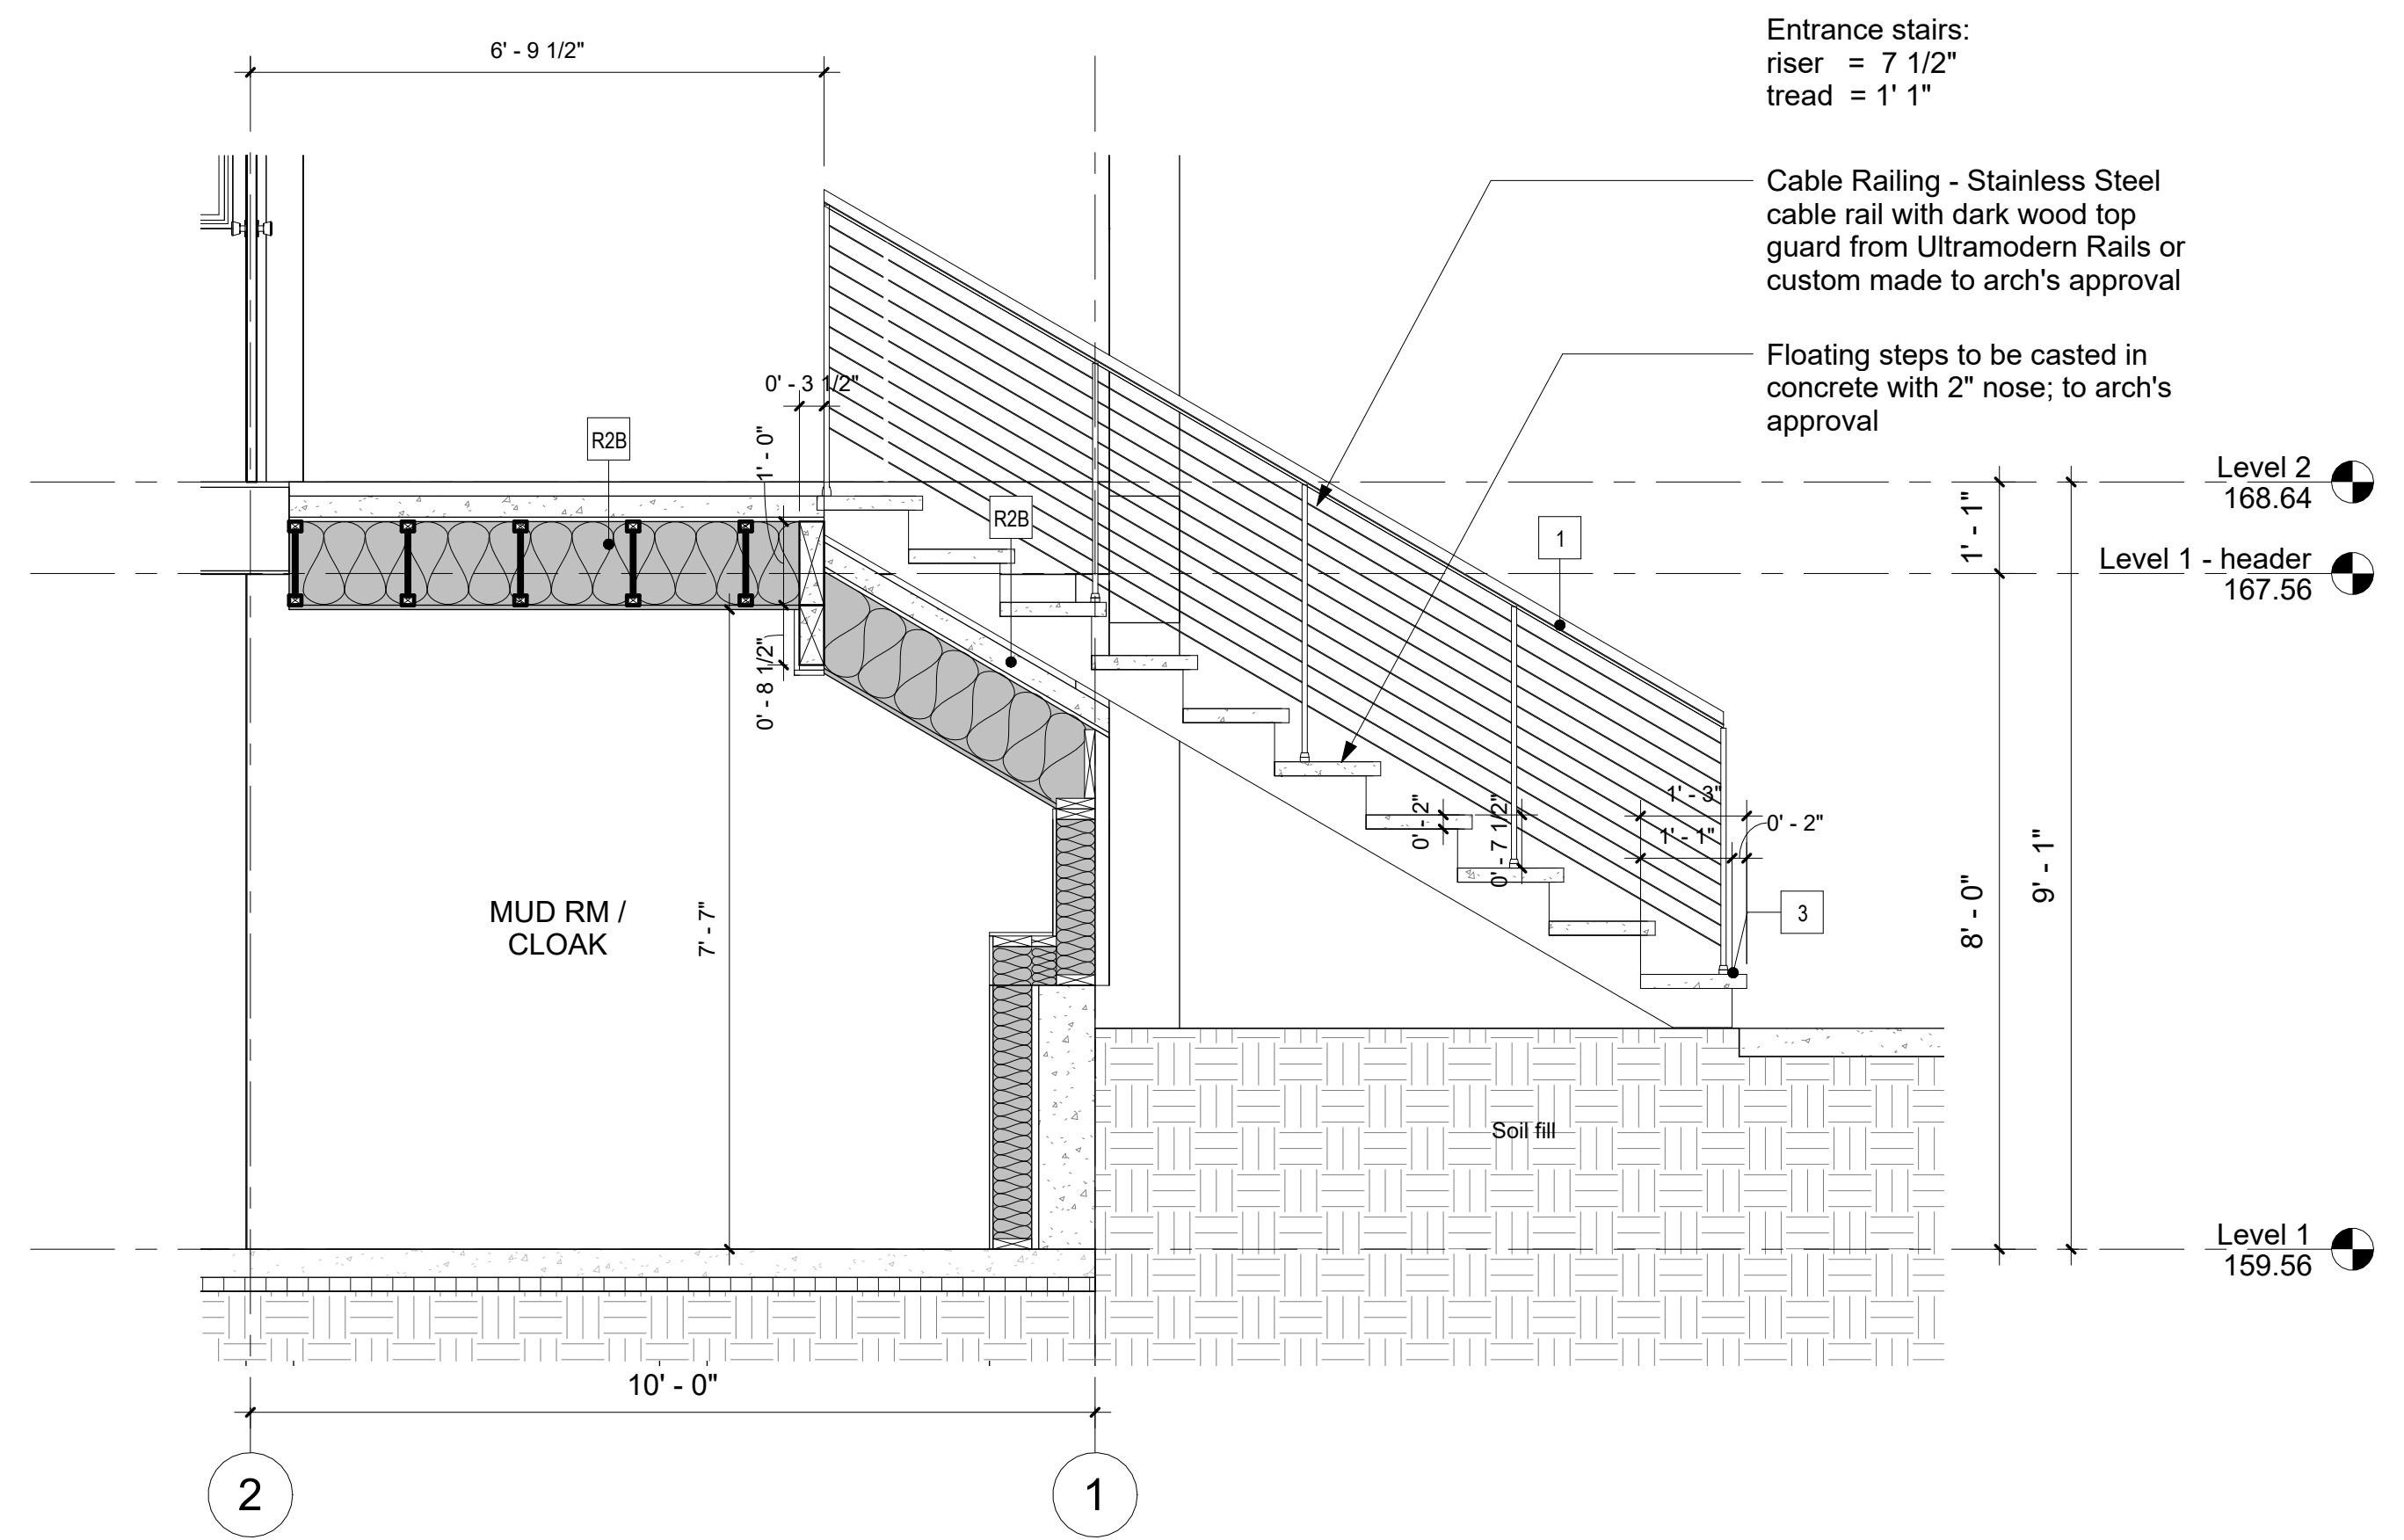 Entrance stairs:
riser = 7 1/2"
tread = 1' 1"
6' - 9 1/2"
Cable Railing - Stainless Steel
cable rail with dark wood top
guard from Ultramodern Rails or
custom made to arch's approval
Floating steps to be casted in
concrete with 2" nose; to arch's
approval
0' - 3 1/2"
R2B
1' - 0"
R2B
1
Level 2
168.64
1' - 1"
Level 1 - header
167.56
0' - 8 1/2"
1' - 3"
0' - 2"
0' - 7 1/2"
1' - 1"
0' - 2"
3
MUD RM /
CLOAK
7' - 7"
8' - 0"
9' - 1"
Soil fill
Level 1
159.56
10' - 0"
2
1